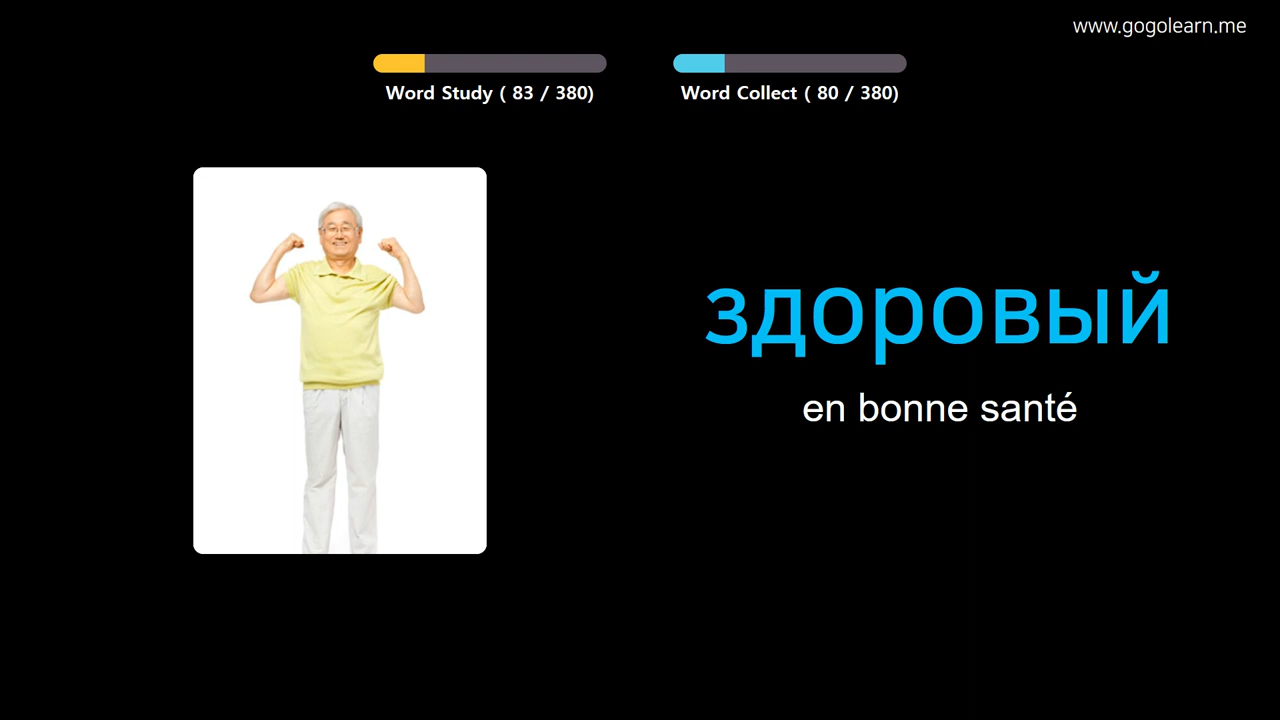 www.gogolearn.me
Word Study ( 83 / 380)
Word Collect ( 80 / 380)
здоровый
en bonne santé